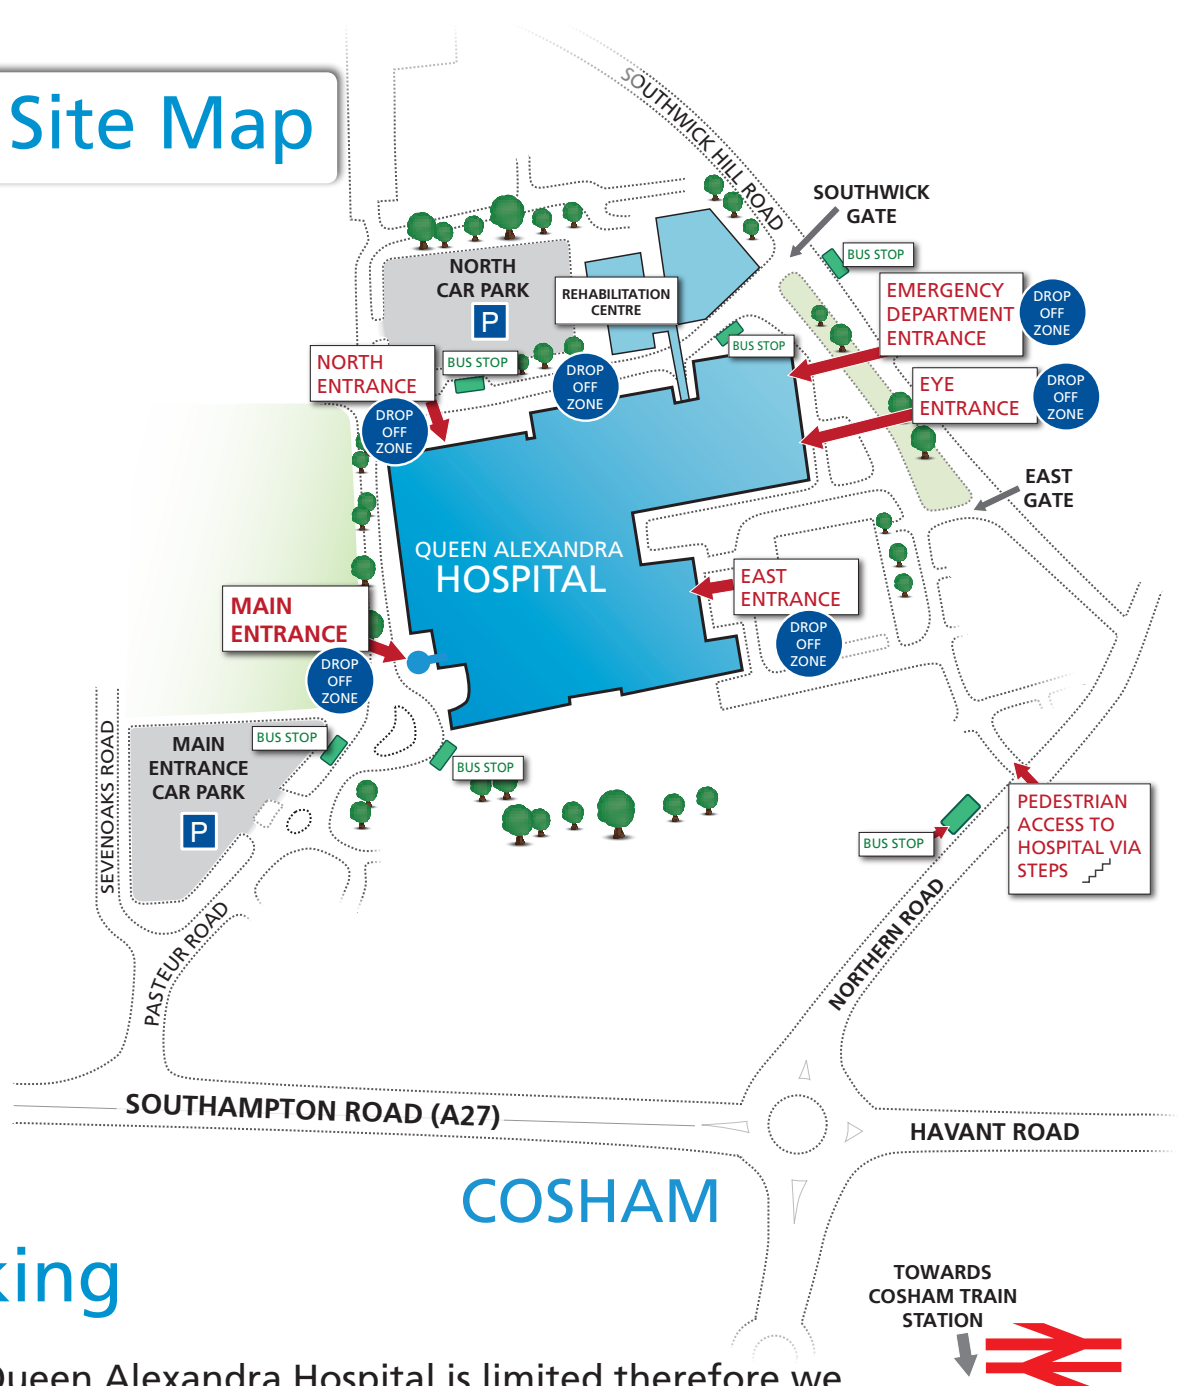 Site Map
SOUTHWICK HILL ROAD
SOUTHWICK
GATE
BUS STOP
NORTH
CAR PARK
P
REHABILITATION
CENTRE
EMERGENCY
DEPARTMENT
ENTRANCE
DROP
OFF
ZONE
BUS STOP
NORTH
ENTRANCE
BUS STOP
DROP
OFF
ZONE
EYE
ENTRANCE
DROP
OFF
ZONE
DROP
OFF
ZONE
EAST
GATE
QUEEN ALEXANDRA
HOSPITAL
EAST
ENTRANCE
DROP
OFF
ZONE
MAIN
ENTRANCE
DROP
OFF
ZONE
SEVENOAKS ROAD
MAIN
ENTRANCE
CAR PARK
P
BUS STOP
BUS STOP
PEDESTRIAN
ACCESS TO
HOSPITAL VIA
STEPS
BUS STOP
NORTHERN ROAD
PASTEUR ROAD
SOUTHAMPTON ROAD (A27)
HAVANT ROAD
COSHAM
king
TOWARDS
COSHAM TRAIN
STATION
Queen Alexandra Hospital is limited therefore we